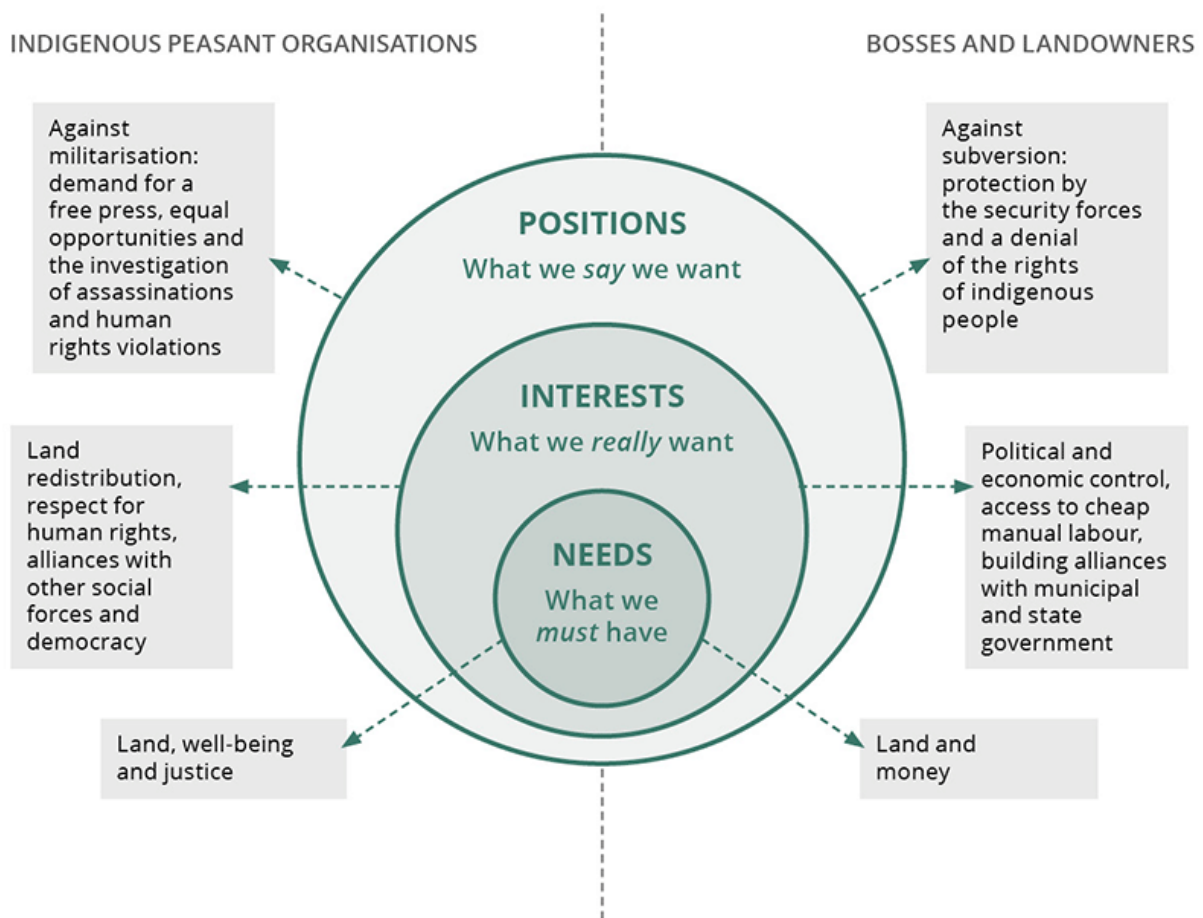 INDIGENOUS PEASANT ORGANISATIONS
BOSSES AND LANDOWNERS
Against
militarisation:
demand for a
free press, equal
opportunities and
the investigation
of assassinations
and human
rights violations
Against
subversion:
protection by
the security forces
and a denial
of the rights
of indigenous
people
POSITIONS
What we say we want
INTERESTS
What we really want
Land
redistribution,
respect for
human rights,
alliances with
other social
forces and
democracy
Political and
economic control,
access to cheap
manual labour,
building alliances
with municipal
and state
government
NEEDS
What we
must have
Land, well-being
and justice
Land and
money